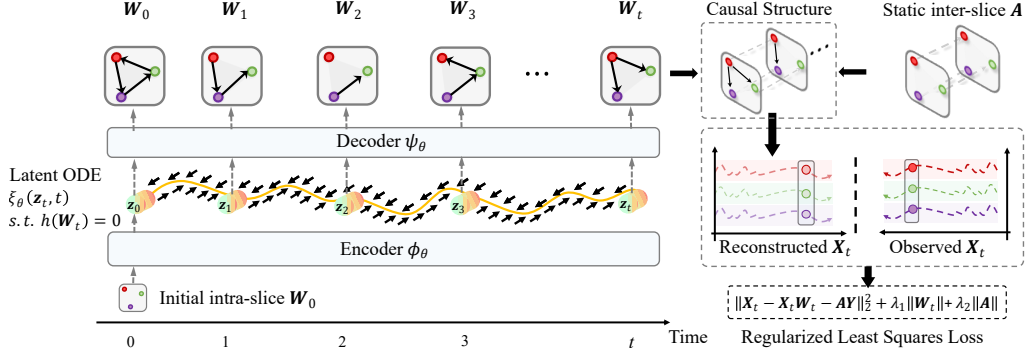 W₀ W₁ W₂ W₃ Wₜ Causal Structure Static inter-slice A
... ...
Decoder ψθ
Latent ODE
ξθ(zₜ, t)
s.t. h(Wₜ) = 0
z₀ z₁ z₂ z₃ zₜ
Encoder ϕθ
Initial intra-slice W₀
0 1 2 3 t Time
Reconstructed Xₜ Observed Xₜ
‖Xₜ − XₜWₜ − AY‖₂² + λ₁‖Wₜ‖ + λ₂‖A‖
Regularized Least Squares Loss